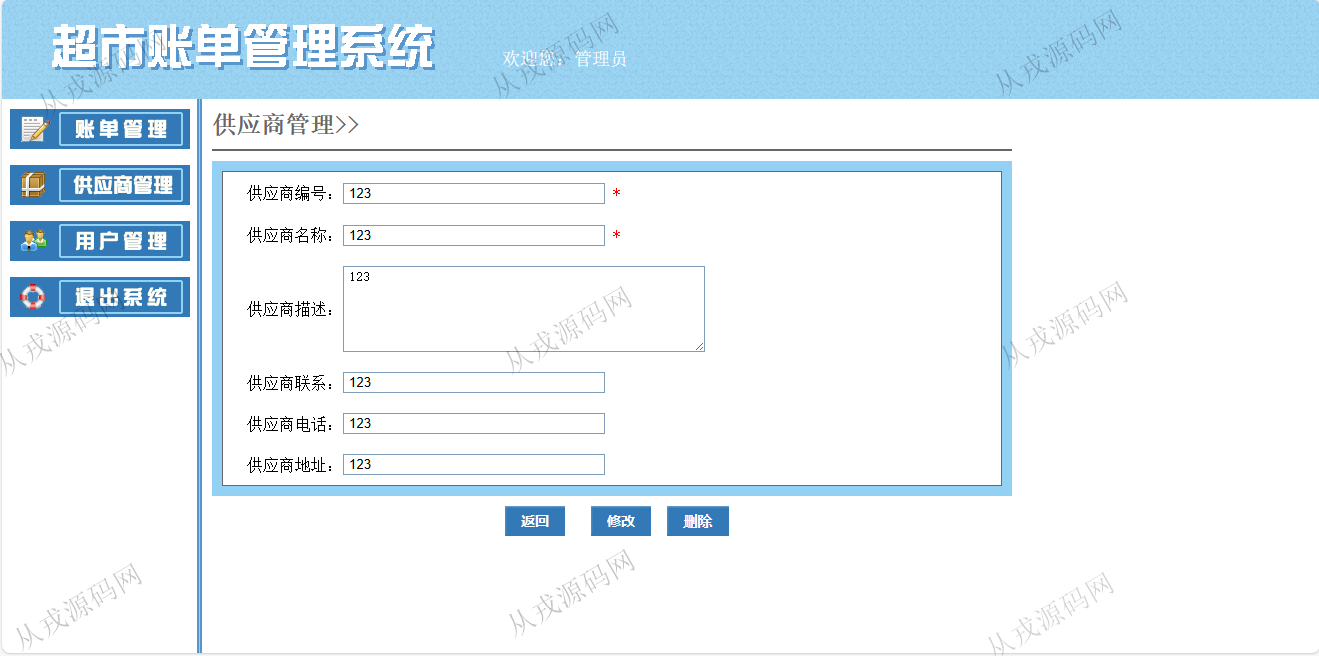 超市账单管理系统
欢迎您：管理员
账单管理
供应商管理
用户管理
退出系统
供应商管理>>
供应商编号： 123 *
供应商名称： 123 *
供应商描述： 123
供应商联系： 123
供应商电话： 123
供应商地址： 123
返回 修改 删除
从戎源码网
从戎源码网
从戎源码网
从戎源码网
从戎源码网
从戎源码网
从戎源码网
从戎源码网
从戎源码网